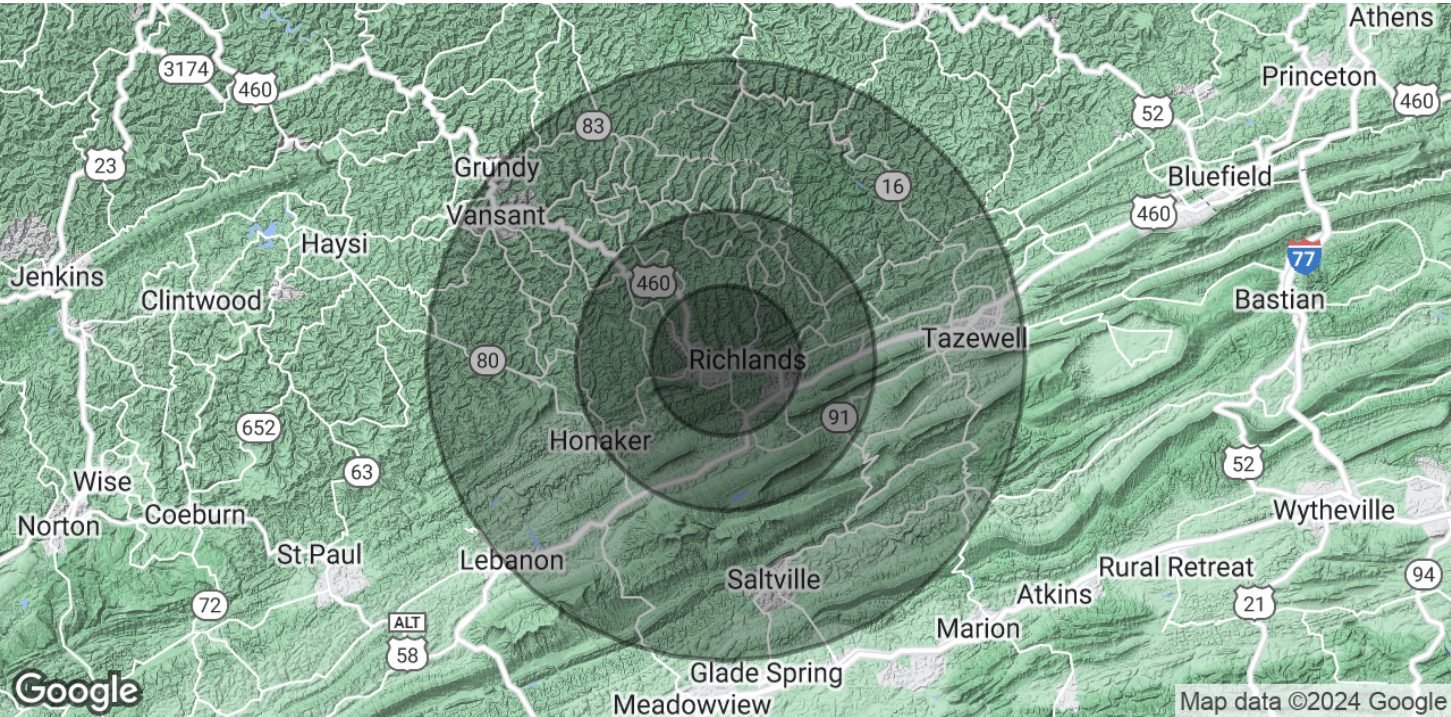 Athens
3174
460
Princeton
460
52
83
23
Grundy
16
Bluefield
Vansant
460
Haysi
77
Jenkins
460
Clintwood
Bastian
Tazewell
80
Richlands
91
652
Honaker
63
52
Wise
Norton
Coeburn
Wytheville
St Paul
Lebanon
Saltville
Rural Retreat
94
72
Atkins
21
ALT
58
Marion
Glade Spring
Meadowview
Google
Map data ©2024 Google